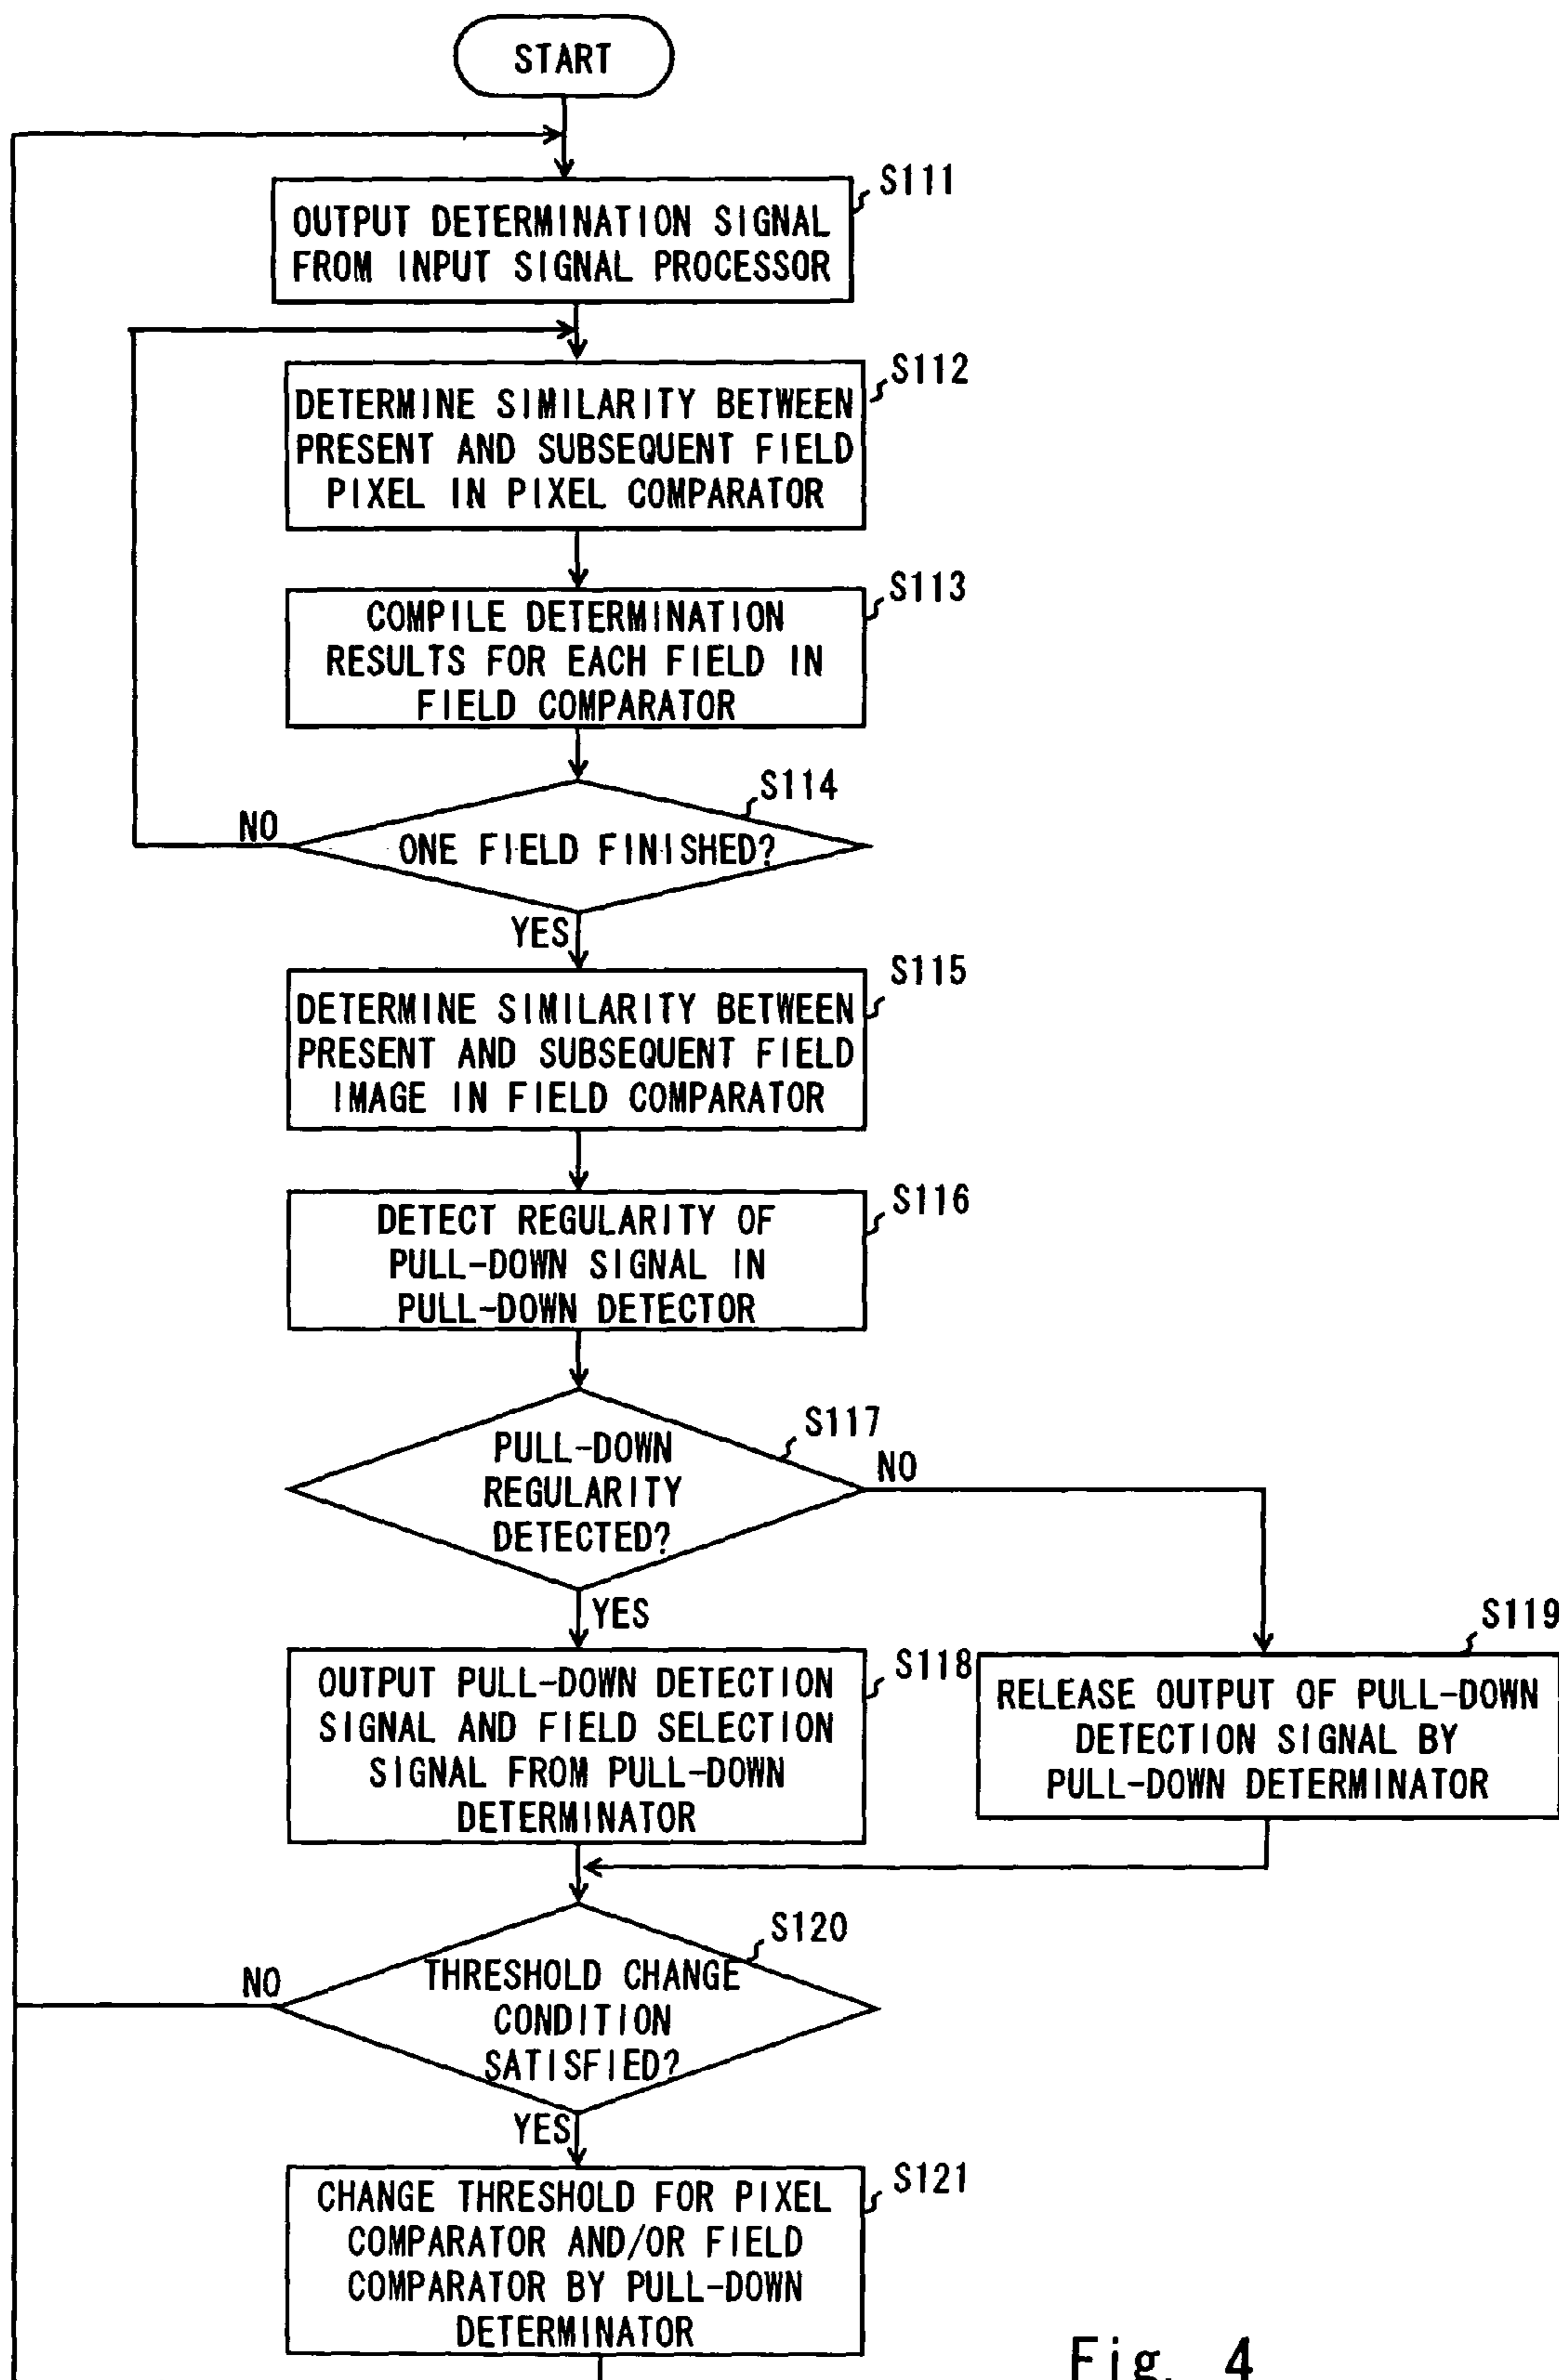 START
S111
OUTPUT DETERMINATION SIGNAL
FROM INPUT SIGNAL PROCESSOR
S112
DETERMINE SIMILARITY BETWEEN
PRESENT AND SUBSEQUENT FIELD
PIXEL IN PIXEL COMPARATOR
S113
COMPILE DETERMINATION
RESULTS FOR EACH FIELD IN
FIELD COMPARATOR
S114
NO
ONE FIELD FINISHED?
YES
S115
DETERMINE SIMILARITY BETWEEN
PRESENT AND SUBSEQUENT FIELD
IMAGE IN FIELD COMPARATOR
S116
DETECT REGULARITY OF
PULL-DOWN SIGNAL IN
PULL-DOWN DETECTOR
S117
PULL-DOWN
REGULARITY
DETECTED?
NO
YES
S118
OUTPUT PULL-DOWN DETECTION
SIGNAL AND FIELD SELECTION
SIGNAL FROM PULL-DOWN
DETERMINATOR
S119
RELEASE OUTPUT OF PULL-DOWN
DETECTION SIGNAL BY
PULL-DOWN DETERMINATOR
S120
NO
THRESHOLD CHANGE
CONDITION
SATISFIED?
YES
S121
CHANGE THRESHOLD FOR PIXEL
COMPARATOR AND/OR FIELD
COMPARATOR BY PULL-DOWN
DETERMINATOR
Fig. 4